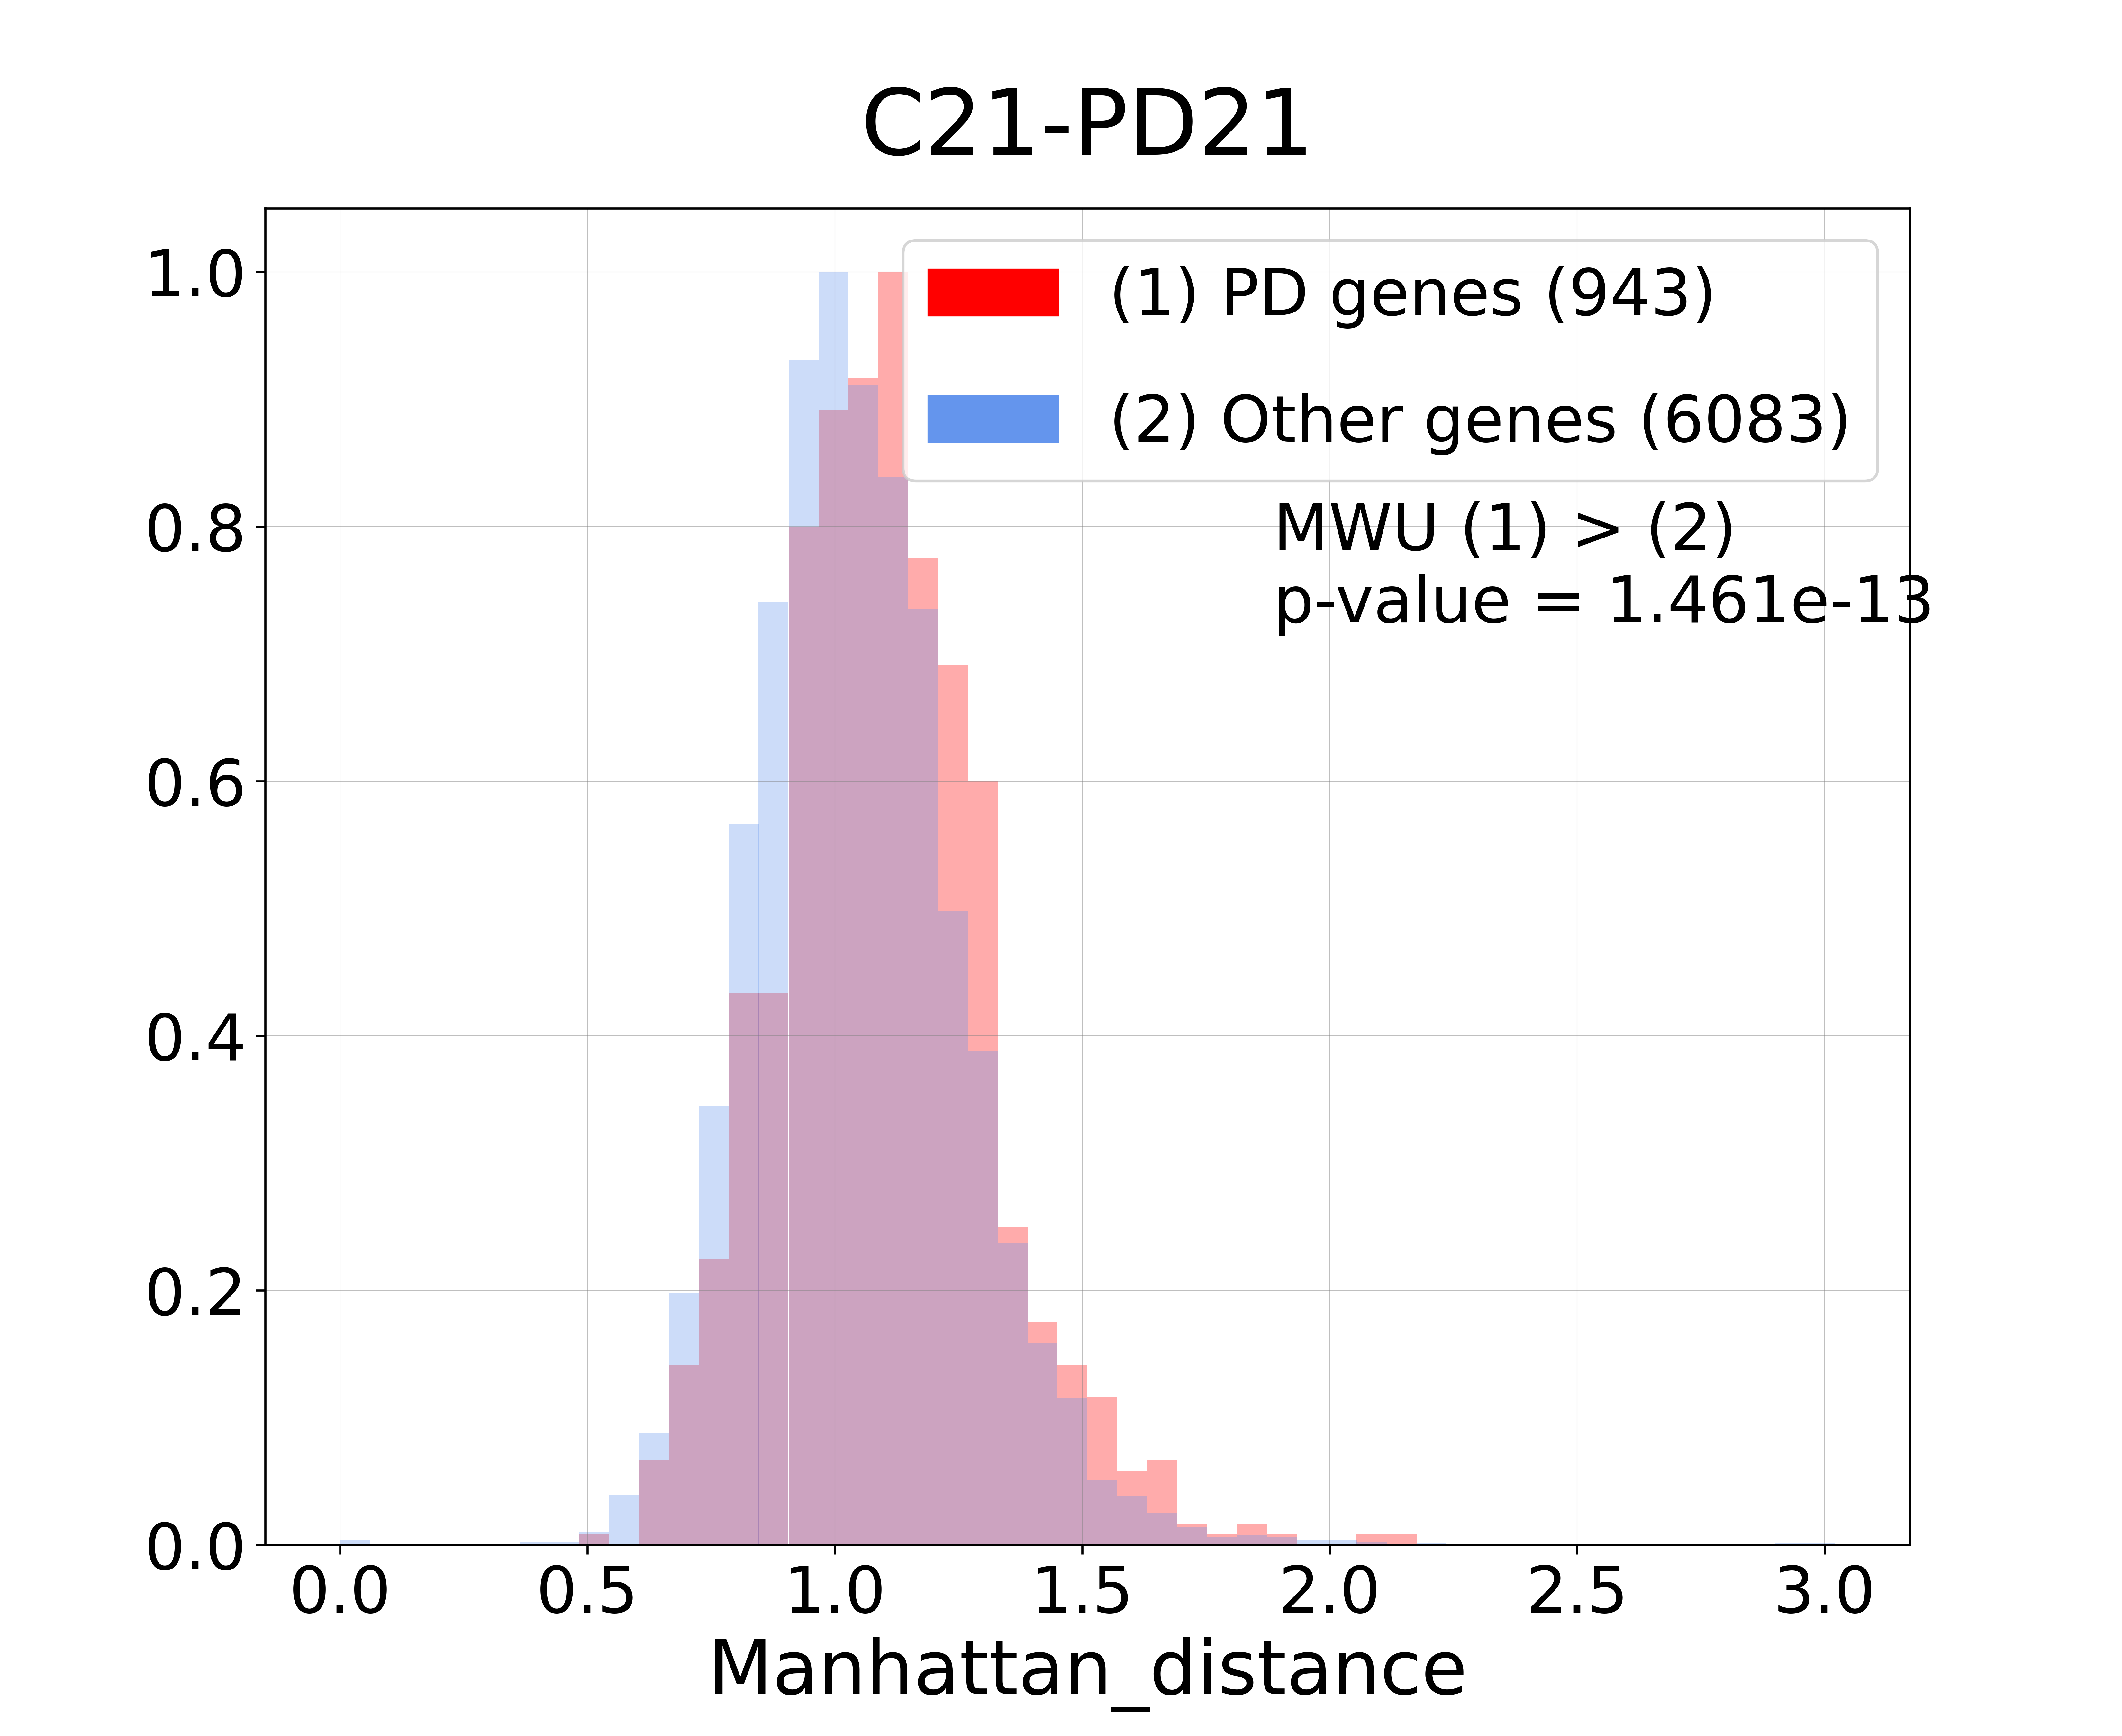 C21-PD21
(1) PD genes (943)
(2) Other genes (6083)
MWU (1) > (2)
p-value = 1.461e-13
1.0
0.8
0.6
0.4
0.2
0.0
0.0 0.5 1.0 1.5 2.0 2.5 3.0
Manhattan_distance